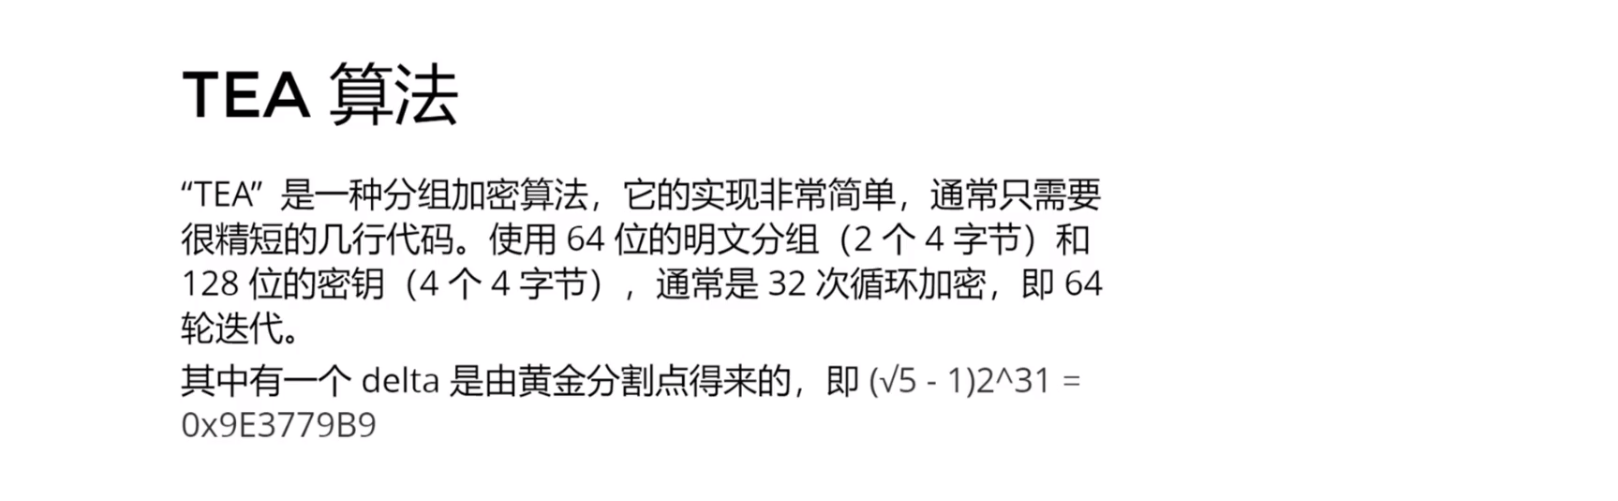 TEA 算法
“TEA” 是一种分组加密算法，它的实现非常简单，通常只需要
很精短的几行代码。使用 64 位的明文分组（2 个 4 字节）和
128 位的密钥（4 个 4 字节），通常是 32 次循环加密，即 64
轮迭代。
其中有一个 delta 是由黄金分割点得来的，即 (√5 - 1)2^31 =
0x9E3779B9